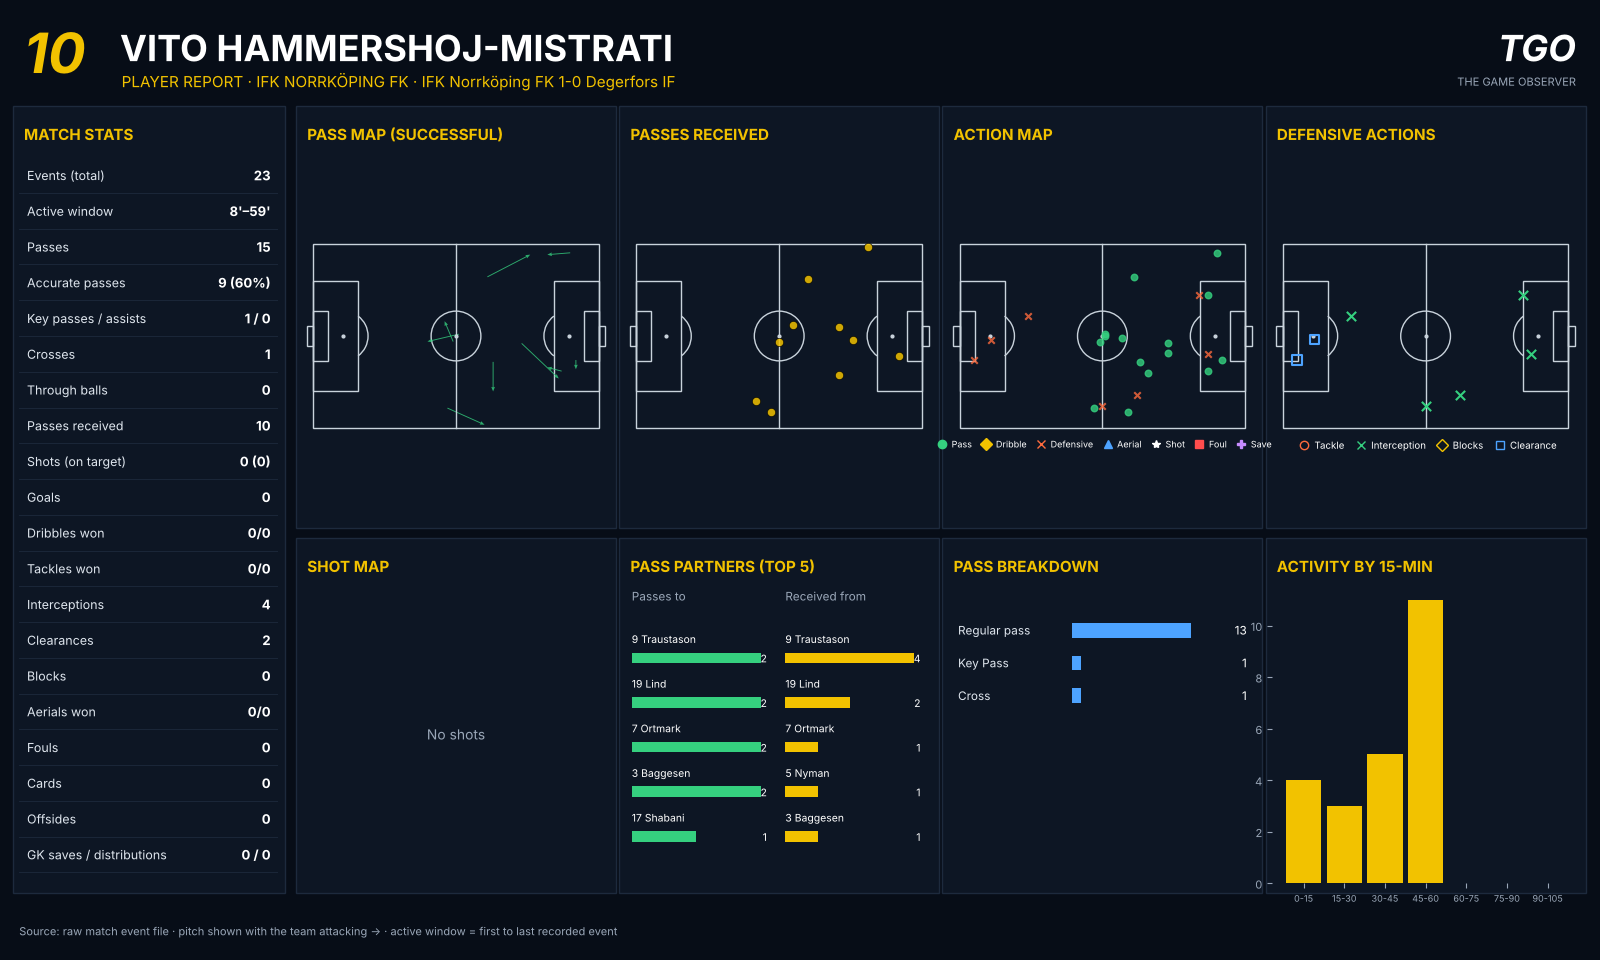 10
VITO HAMMERSHOJ-MISTRATI
PLAYER REPORT · IFK NORRKÖPING FK · IFK Norrköping FK 1-0 Degerfors IF
TGO
THE GAME OBSERVER
MATCH STATS
Events (total) 23
Active window 8'–59'
Passes 15
Accurate passes 9 (60%)
Key passes / assists 1 / 0
Crosses 1
Through balls 0
Passes received 10
Shots (on target) 0 (0)
Goals 0
Dribbles won 0/0
Tackles won 0/0
Interceptions 4
Clearances 2
Blocks 0
Aerials won 0/0
Fouls 0
Cards 0
Offsides 0
GK saves / distributions 0 / 0
PASS MAP (SUCCESSFUL)
PASSES RECEIVED
ACTION MAP
Pass Dribble Defensive Aerial Shot Foul Save
DEFENSIVE ACTIONS
Tackle Interception Blocks Clearance
SHOT MAP
No shots
PASS PARTNERS (TOP 5)
Passes to Received from
9 Traustason 2 9 Traustason 4
19 Lind 2 19 Lind 2
7 Ortmark 2 7 Ortmark 1
3 Baggesen 2 5 Nyman 1
17 Shabani 1 3 Baggesen 1
PASS BREAKDOWN
Regular pass 13
Key Pass 1
Cross 1
ACTIVITY BY 15-MIN
10
8
6
4
2
0
0-15 15-30 30-45 45-60 60-75 75-90 90-105
Source: raw match event file · pitch shown with the team attacking → · active window = first to last recorded event